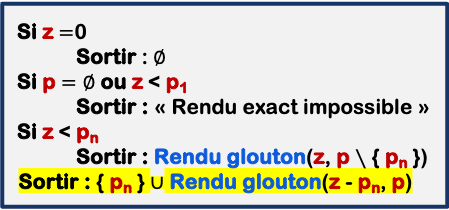 Si z =0
Sortir : ∅
Si p = ∅ ou z < p₁
Sortir : « Rendu exact impossible »
Si z < pₙ
Sortir : Rendu glouton(z, p \ { pₙ })
Sortir : { pₙ } ∪ Rendu glouton(z - pₙ, p)